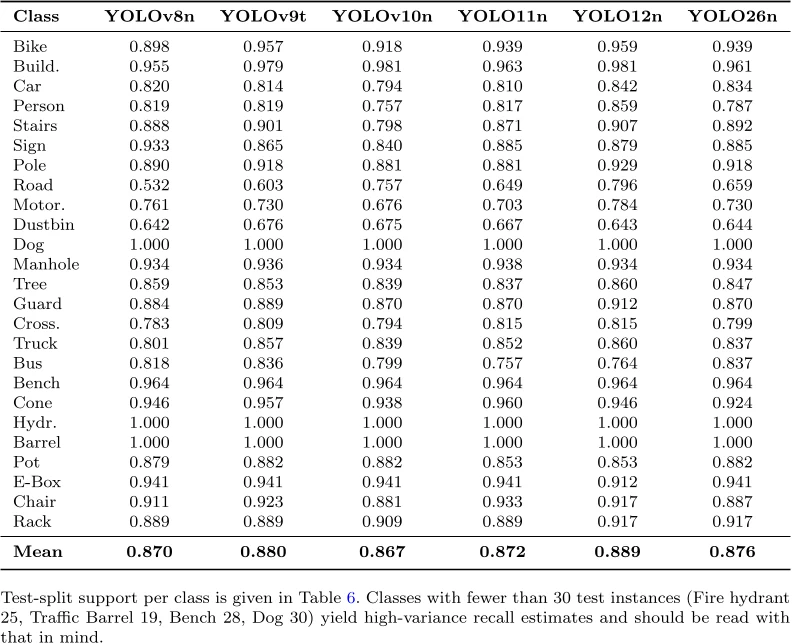 Class YOLOv8n YOLOv9t YOLOv10n YOLO11n YOLO12n YOLO26n
Bike 0.898 0.957 0.918 0.939 0.959 0.939
Build. 0.955 0.979 0.981 0.963 0.981 0.961
Car 0.820 0.814 0.794 0.810 0.842 0.834
Person 0.819 0.819 0.757 0.817 0.859 0.787
Stairs 0.888 0.901 0.798 0.871 0.907 0.892
Sign 0.933 0.865 0.840 0.885 0.879 0.885
Pole 0.890 0.918 0.881 0.881 0.929 0.918
Road 0.532 0.603 0.757 0.649 0.796 0.659
Motor. 0.761 0.730 0.676 0.703 0.784 0.730
Dustbin 0.642 0.676 0.675 0.667 0.643 0.644
Dog 1.000 1.000 1.000 1.000 1.000 1.000
Manhole 0.934 0.936 0.934 0.938 0.934 0.934
Tree 0.859 0.853 0.839 0.837 0.860 0.847
Guard 0.884 0.889 0.870 0.870 0.912 0.870
Cross. 0.783 0.809 0.794 0.815 0.815 0.799
Truck 0.801 0.857 0.839 0.852 0.860 0.837
Bus 0.818 0.836 0.799 0.757 0.764 0.837
Bench 0.964 0.964 0.964 0.964 0.964 0.964
Cone 0.946 0.957 0.938 0.960 0.946 0.924
Hydr. 1.000 1.000 1.000 1.000 1.000 1.000
Barrel 1.000 1.000 1.000 1.000 1.000 1.000
Pot 0.879 0.882 0.882 0.853 0.853 0.882
E-Box 0.941 0.941 0.941 0.941 0.912 0.941
Chair 0.911 0.923 0.881 0.933 0.917 0.887
Rack 0.889 0.889 0.909 0.889 0.917 0.917
Mean 0.870 0.880 0.867 0.872 0.889 0.876
Test-split support per class is given in Table 6. Classes with fewer than 30 test instances (Fire hydrant
25, Traffic Barrel 19, Bench 28, Dog 30) yield high-variance recall estimates and should be read with
that in mind.